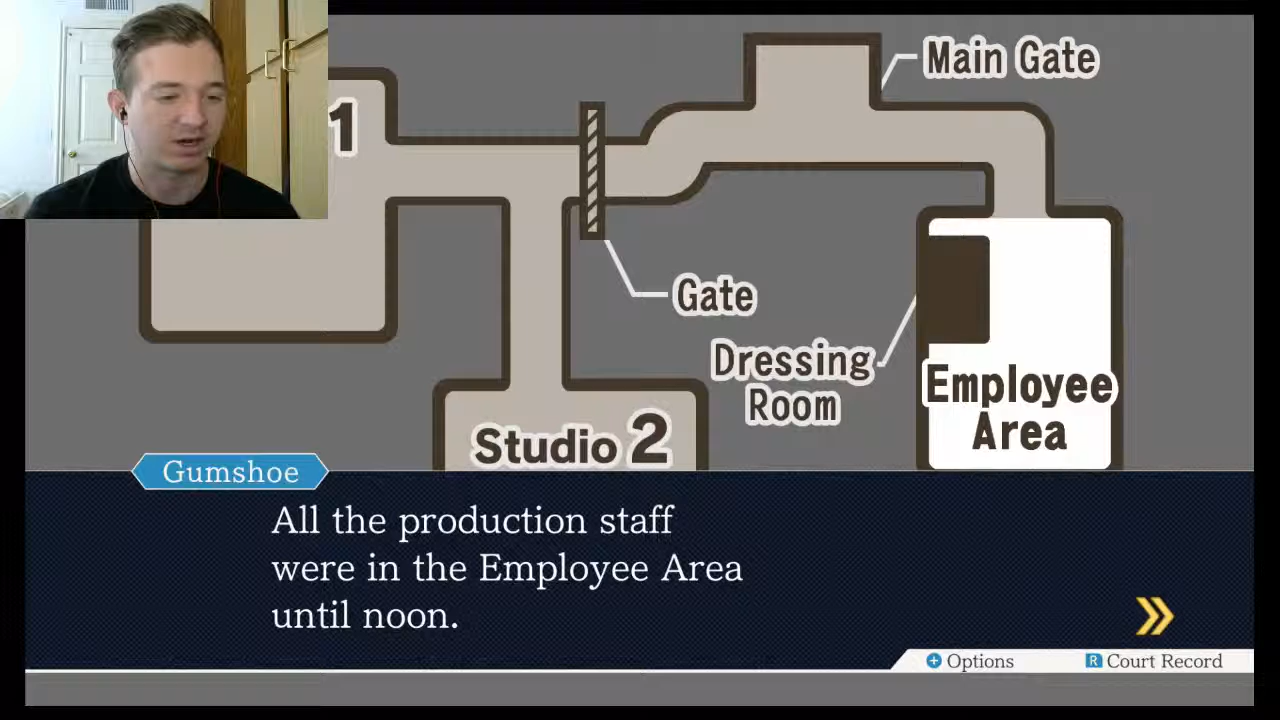 Main Gate
1
Gate
Dressing
Room
Employee
Area
Studio 2
Gumshoe
All the production staff
were in the Employee Area
until noon.
+ Options
R Court Record